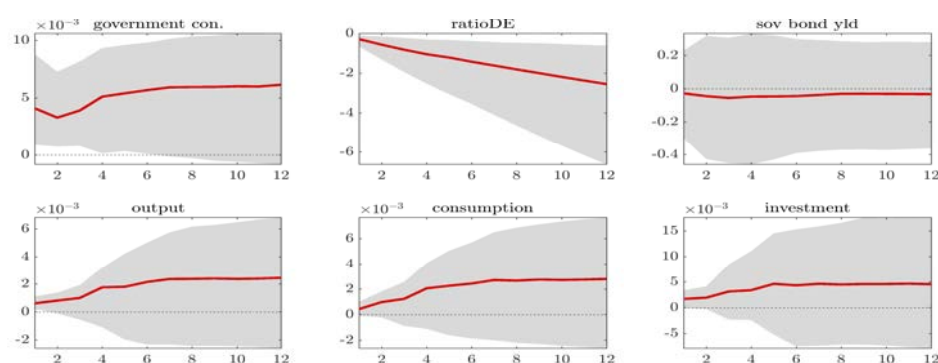 ×10⁻³ government con.
10
5
0
2 4 6 8 10 12
ratioDE
0
-2
-4
-6
2 4 6 8 10 12
sov bond yld
0.2
0
-0.2
-0.4
2 4 6 8 10 12
×10⁻³ output
6
4
2
0
-2
2 4 6 8 10 12
×10⁻³ consumption
6
4
2
0
-2
2 4 6 8 10 12
×10⁻³ investment
15
10
5
0
-5
2 4 6 8 10 12